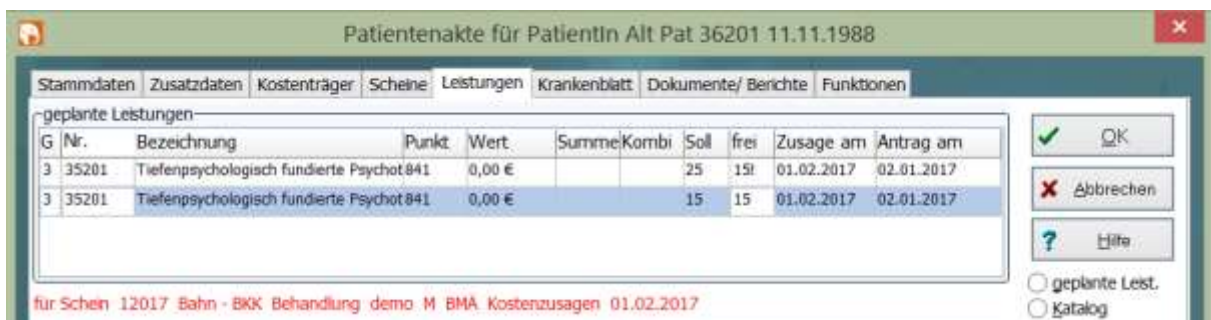 Patientenakte für PatientIn Alt Pat 36201 11.11.1988
Stammdaten Zusatzdaten Kostenträger Scheine Leistungen Krankenblatt Dokumente/ Berichte Funktionen
geplante Leistungen
G Nr. Bezeichnung Punkt Wert Summe Kombi Soll frei Zusage am Antrag am
3 35201 Tiefenpsychologisch fundierte Psychot 841 0,00 € 25 15! 01.02.2017 02.01.2017
3 35201 Tiefenpsychologisch fundierte Psychot 841 0,00 € 15 15 01.02.2017 02.01.2017
OK
Abbrechen
? Hilfe
geplante Leist.
Katalog
für Schein 12017 Bahn - BKK Behandlung demo M BMÄ Kostenzusagen 01.02.2017